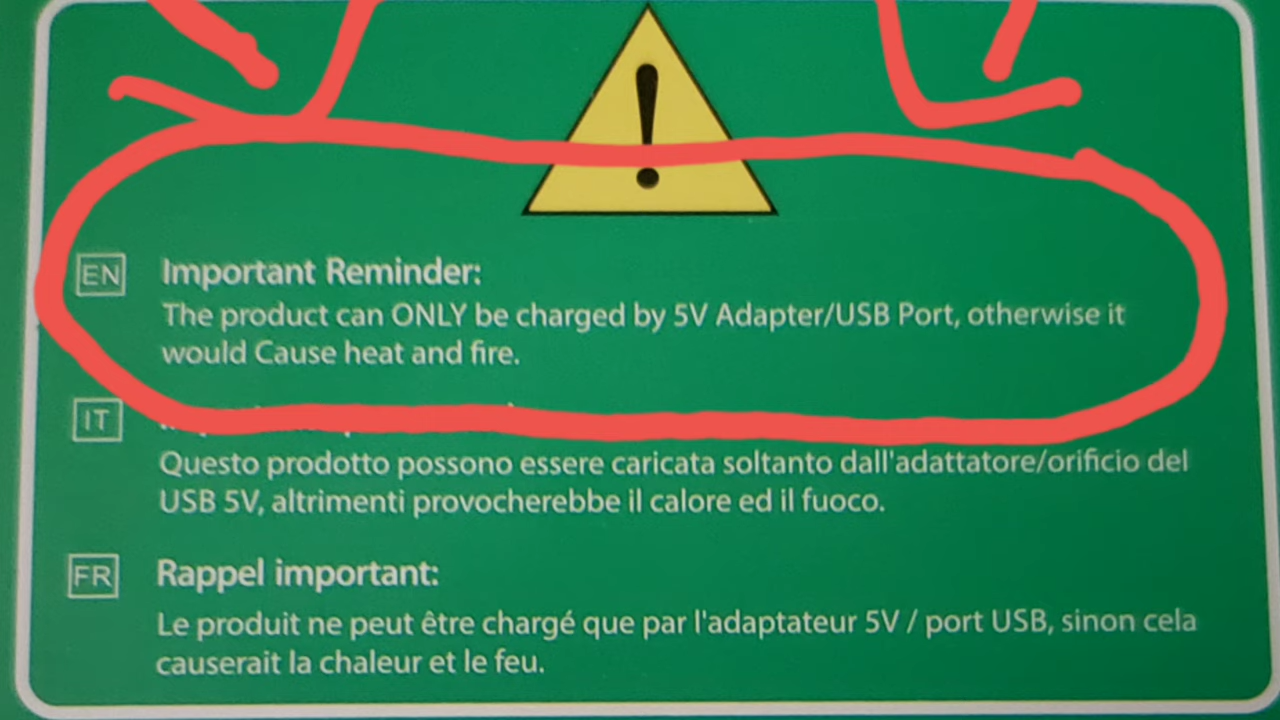 !
EN
Important Reminder:
The product can ONLY be charged by 5V Adapter/USB Port, otherwise it
would Cause heat and fire.
IT
Questo prodotto possono essere caricata soltanto dall'adattatore/orificio del
USB 5V, altrimenti provocherebbe il calore ed il fuoco.
FR
Rappel important:
Le produit ne peut être chargé que par l'adaptateur 5V / port USB, sinon cela
causerait la chaleur et le feu.